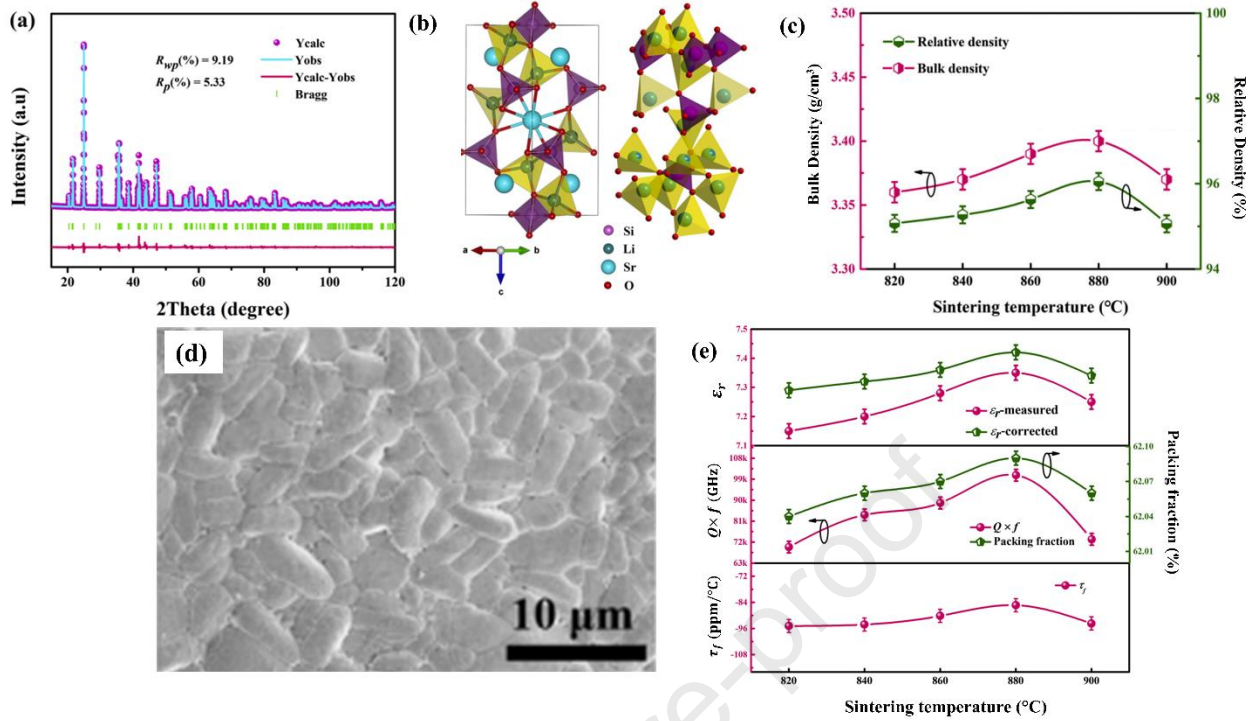 (a)
Rwp(%) = 9.19
Rp(%) = 5.33
Ycalc
Yobs
Ycalc-Yobs
Bragg
Intensity (a.u)
20 40 60 80 100 120
2Theta (degree)
(b)
a b
c
Si
Li
Sr
O
(c)
3.50
3.45
3.40
3.35
3.30
Bulk Density (g/cm³)
Relative density
Bulk density
100
98
96
94
Relative Density (%)
820 840 860 880 900
Sintering temperature (°C)
(d)
10 μm
(e)
7.5
7.4
7.3
7.2
7.1
εr
εr-measured
εr-corrected
108k
99k
90k
81k
72k
63k
Q× f (GHz)
Q × f
Packing fraction
62.10
62.07
62.04
62.01
Packing fraction (%)
-72
-84
-96
-108
τf (ppm/°C)
τf
820 840 860 880 900
Sintering temperature (°C)
re-proof